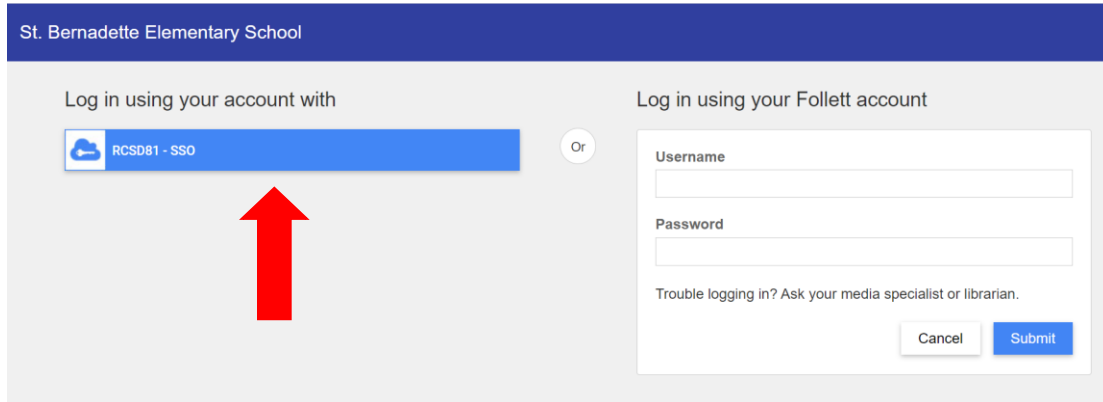 St. Bernadette Elementary School
Log in using your account with
RCSD81 - SSO
Or
Log in using your Follett account
Username
Password
Trouble logging in? Ask your media specialist or librarian.
Cancel
Submit